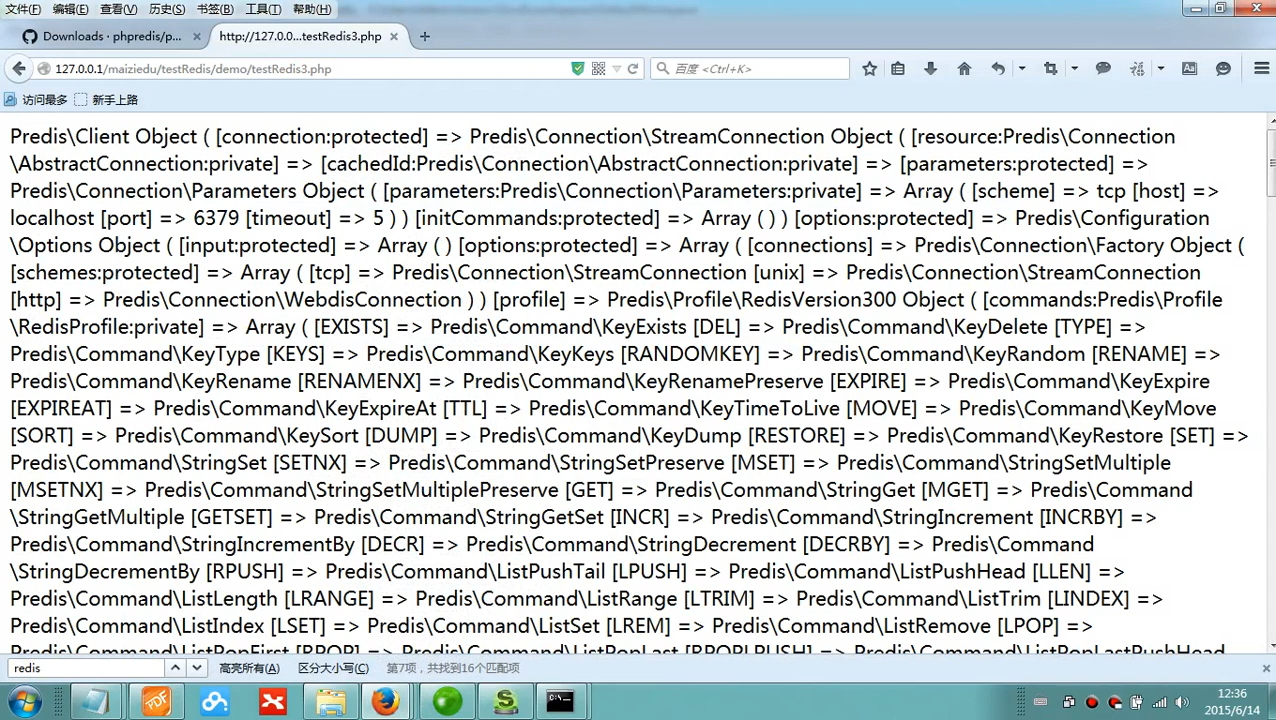 文件(F) 编辑(E) 查看(V) 历史(S) 书签(B) 工具(T) 帮助(H)
Downloads · phpredis/p... × http://127.0.0...testRedis3.php × +
127.0.0.1/maiziedu/testRedis/demo/testRedis3.php 百度 <Ctrl+K>
访问最多 新手上路
Predis\Client Object ( [connection:protected] => Predis\Connection\StreamConnection Object ( [resource:Predis\Connection
\AbstractConnection:private] => [cachedId:Predis\Connection\AbstractConnection:private] => [parameters:protected] =>
Predis\Connection\Parameters Object ( [parameters:Predis\Connection\Parameters:private] => Array ( [scheme] => tcp [host] =>
localhost [port] => 6379 [timeout] => 5 ) ) [initCommands:protected] => Array ( ) ) [options:protected] => Predis\Configuration
\Options Object ( [input:protected] => Array ( ) [options:protected] => Array ( [connections] => Predis\Connection\Factory Object (
[schemes:protected] => Array ( [tcp] => Predis\Connection\StreamConnection [unix] => Predis\Connection\StreamConnection
[http] => Predis\Connection\WebdisConnection ) ) [profile] => Predis\Profile\RedisVersion300 Object ( [commands:Predis\Profile
\RedisProfile:private] => Array ( [EXISTS] => Predis\Command\KeyExists [DEL] => Predis\Command\KeyDelete [TYPE] =>
Predis\Command\KeyType [KEYS] => Predis\Command\KeyKeys [RANDOMKEY] => Predis\Command\KeyRandom [RENAME] =>
Predis\Command\KeyRename [RENAMENX] => Predis\Command\KeyRenamePreserve [EXPIRE] => Predis\Command\KeyExpire
[EXPIREAT] => Predis\Command\KeyExpireAt [TTL] => Predis\Command\KeyTimeToLive [MOVE] => Predis\Command\KeyMove
[SORT] => Predis\Command\KeySort [DUMP] => Predis\Command\KeyDump [RESTORE] => Predis\Command\KeyRestore [SET] =>
Predis\Command\StringSet [SETNX] => Predis\Command\StringSetPreserve [MSET] => Predis\Command\StringSetMultiple
[MSETNX] => Predis\Command\StringSetMultiplePreserve [GET] => Predis\Command\StringGet [MGET] => Predis\Command
\StringGetMultiple [GETSET] => Predis\Command\StringGetSet [INCR] => Predis\Command\StringIncrement [INCRBY] =>
Predis\Command\StringIncrementBy [DECR] => Predis\Command\StringDecrement [DECRBY] => Predis\Command
\StringDecrementBy [RPUSH] => Predis\Command\ListPushTail [LPUSH] => Predis\Command\ListPushHead [LLEN] =>
Predis\Command\ListLength [LRANGE] => Predis\Command\ListRange [LTRIM] => Predis\Command\ListTrim [LINDEX] =>
Predis\Command\ListIndex [LSET] => Predis\Command\ListSet [LREM] => Predis\Command\ListRemove [LPOP] =>
Predis\Command\ListPopFirst [RPOP] => Predis\Command\ListPopLast [RPOPLPUSH] => Predis\Command\ListPopLastPushHead
redis 高亮所有(A) 区分大小写(C) 第7项，共找到16个匹配项
12:36
2015/6/14